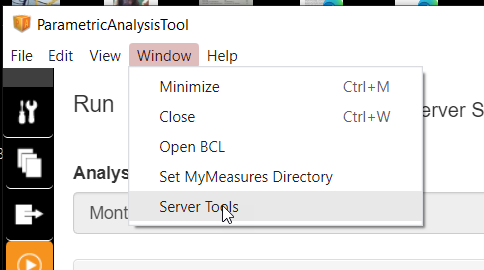 ParametricAnalysisTool
File Edit View Window Help
Minimize Ctrl+M
Run
erver S
Close Ctrl+W
Open BCL
Analys
Set MyMeasures Directory
Mont
Server Tools